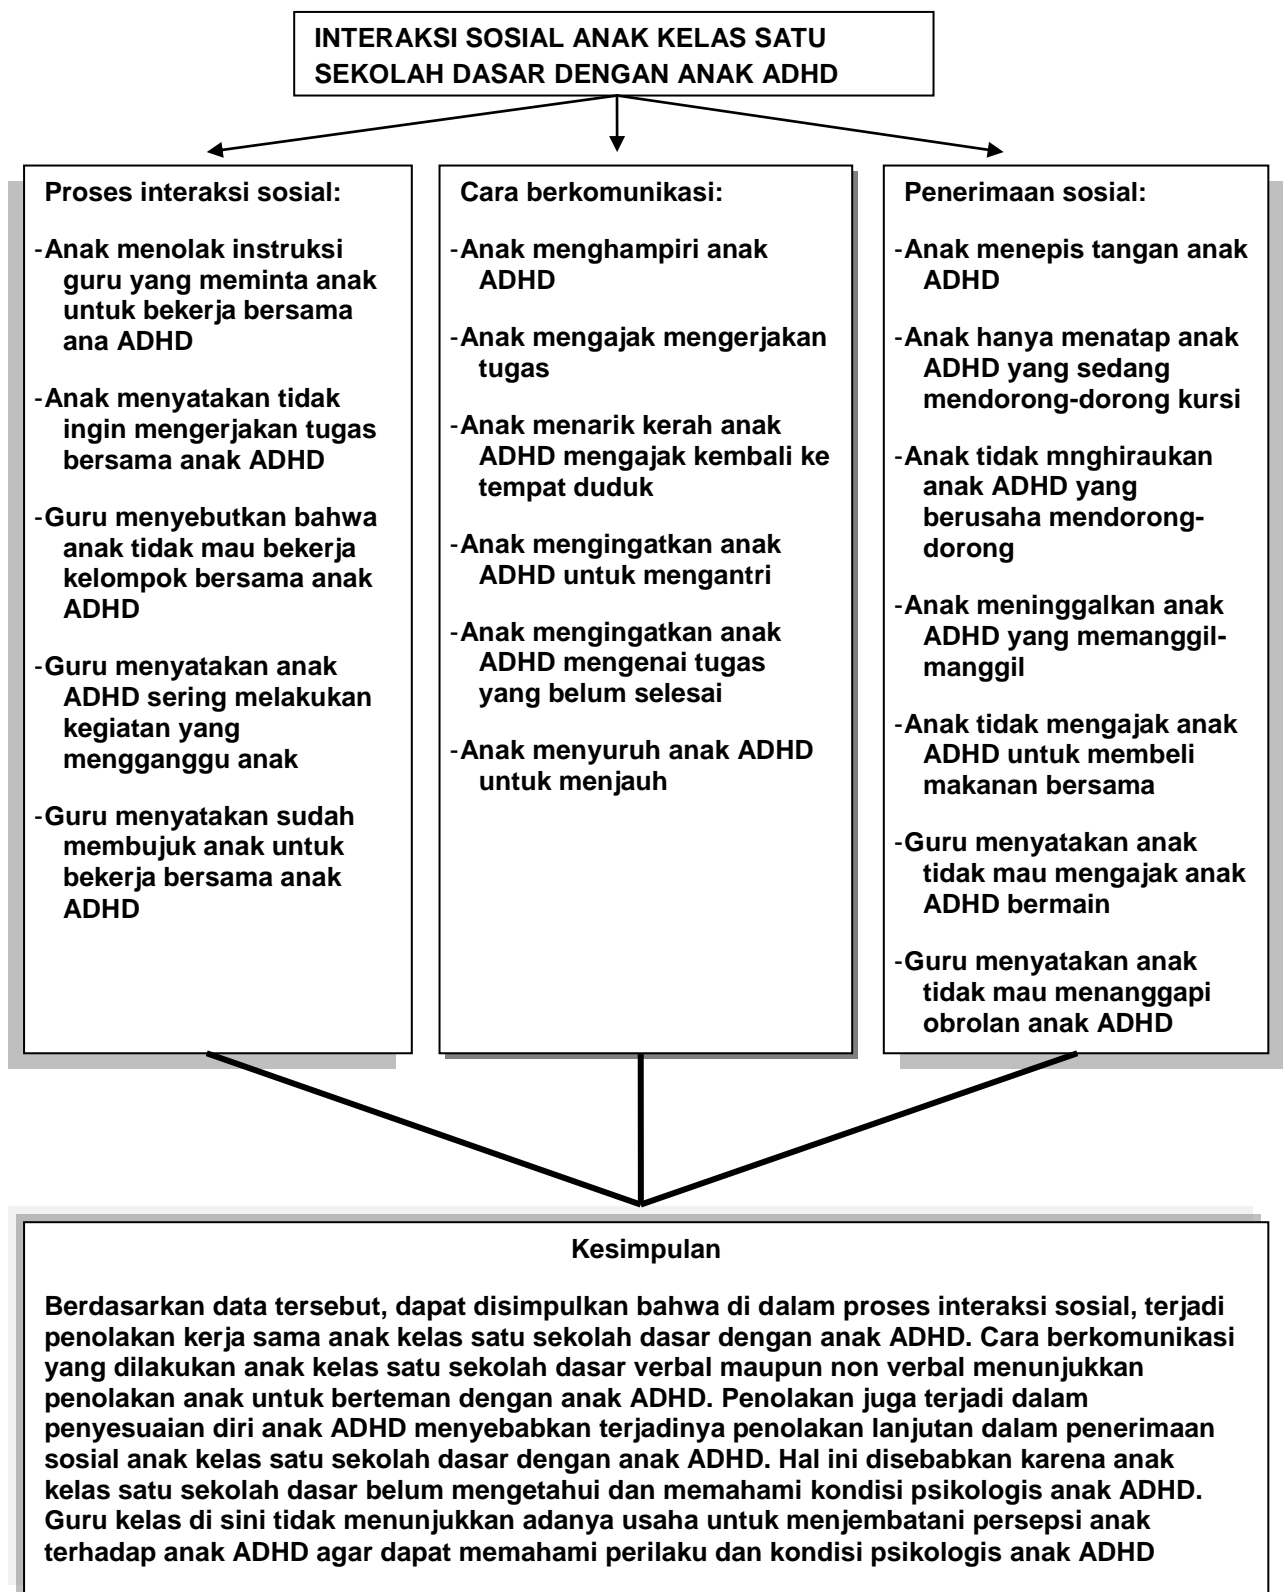 INTERAKSI SOSIAL ANAK KELAS SATU
SEKOLAH DASAR DENGAN ANAK ADHD
Proses interaksi sosial:
-Anak menolak instruksi
guru yang meminta anak
untuk bekerja bersama
ana ADHD
-Anak menyatakan tidak
ingin mengerjakan tugas
bersama anak ADHD
-Guru menyebutkan bahwa
anak tidak mau bekerja
kelompok bersama anak
ADHD
-Guru menyatakan anak
ADHD sering melakukan
kegiatan yang
mengganggu anak
-Guru menyatakan sudah
membujuk anak untuk
bekerja bersama anak
ADHD
Cara berkomunikasi:
-Anak menghampiri anak
ADHD
-Anak mengajak mengerjakan
tugas
-Anak menarik kerah anak
ADHD mengajak kembali ke
tempat duduk
-Anak mengingatkan anak
ADHD untuk mengantri
-Anak mengingatkan anak
ADHD mengenai tugas
yang belum selesai
-Anak menyuruh anak ADHD
untuk menjauh
Penerimaan sosial:
-Anak menepis tangan anak
ADHD
-Anak hanya menatap anak
ADHD yang sedang
mendorong-dorong kursi
-Anak tidak mnghiraukan
anak ADHD yang
berusaha mendorong-
dorong
-Anak meninggalkan anak
ADHD yang memanggil-
manggil
-Anak tidak mengajak anak
ADHD untuk membeli
makanan bersama
-Guru menyatakan anak
tidak mau mengajak anak
ADHD bermain
-Guru menyatakan anak
tidak mau menanggapi
obrolan anak ADHD
Kesimpulan
Berdasarkan data tersebut, dapat disimpulkan bahwa di dalam proses interaksi sosial, terjadi
penolakan kerja sama anak kelas satu sekolah dasar dengan anak ADHD. Cara berkomunikasi
yang dilakukan anak kelas satu sekolah dasar verbal maupun non verbal menunjukkan
penolakan anak untuk berteman dengan anak ADHD. Penolakan juga terjadi dalam
penyesuaian diri anak ADHD menyebabkan terjadinya penolakan lanjutan dalam penerimaan
sosial anak kelas satu sekolah dasar dengan anak ADHD. Hal ini disebabkan karena anak
kelas satu sekolah dasar belum mengetahui dan memahami kondisi psikologis anak ADHD.
Guru kelas di sini tidak menunjukkan adanya usaha untuk menjembatani persepsi anak
terhadap anak ADHD agar dapat memahami perilaku dan kondisi psikologis anak ADHD